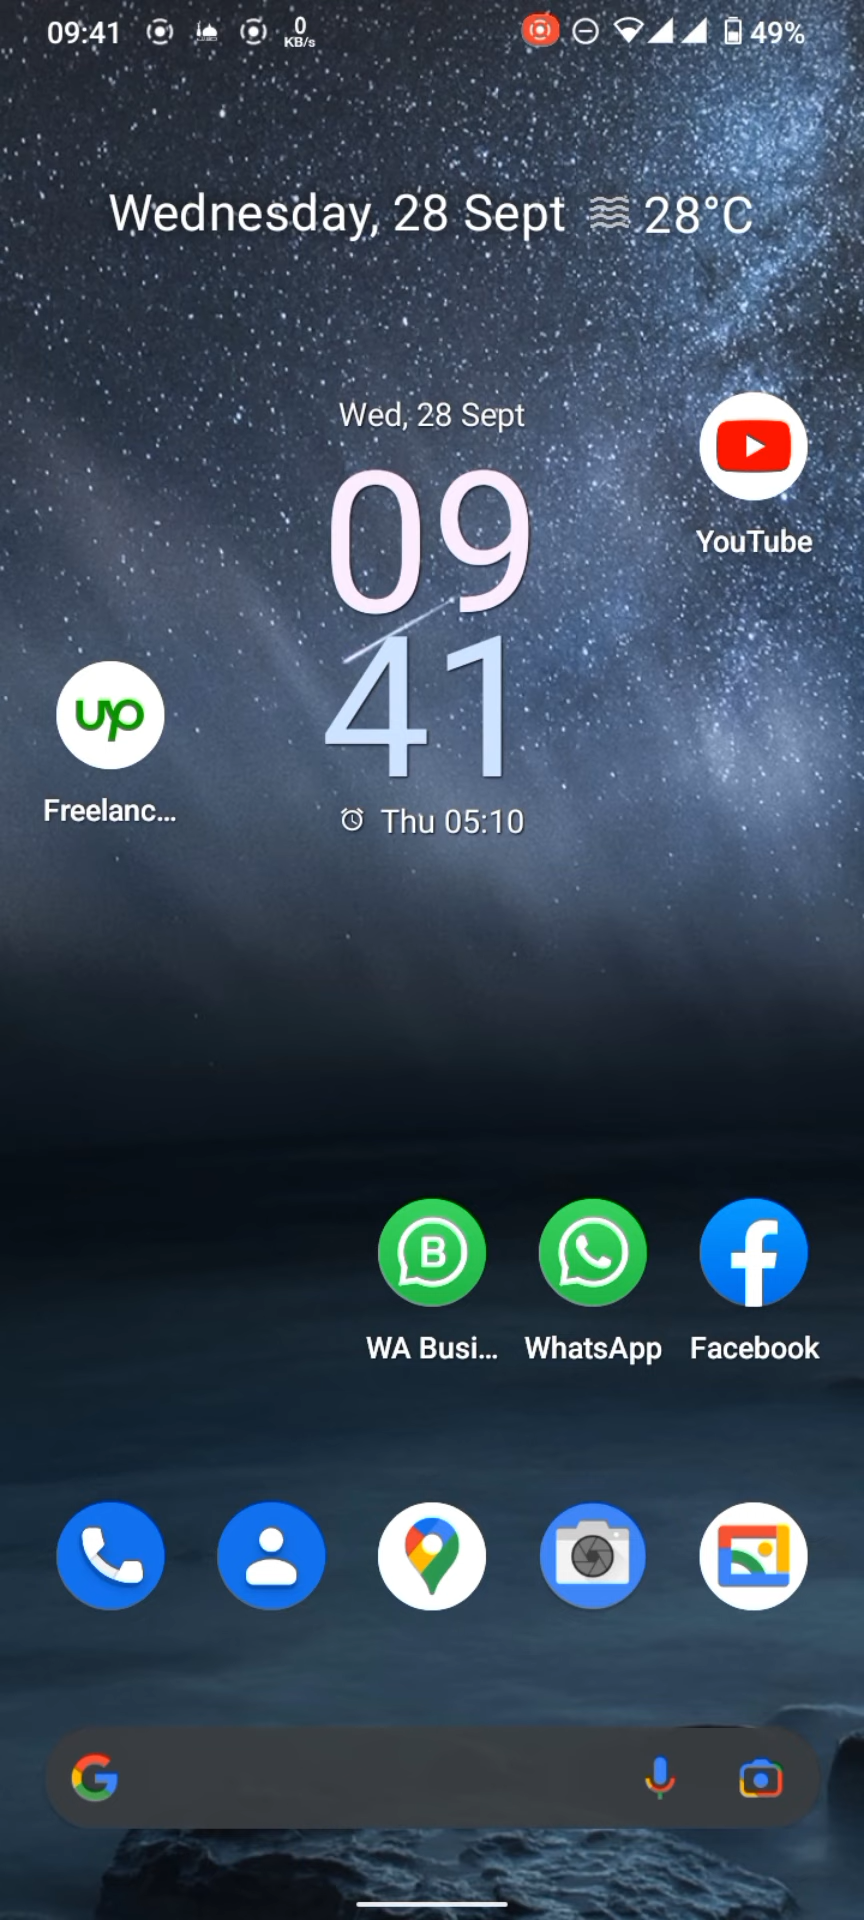 09:41 0 KB/s 49%
Wednesday, 28 Sept 28°C
Wed, 28 Sept
09
41
Thu 05:10
YouTube
up
Freelanc...
B
WA Busi...
WhatsApp
Facebook